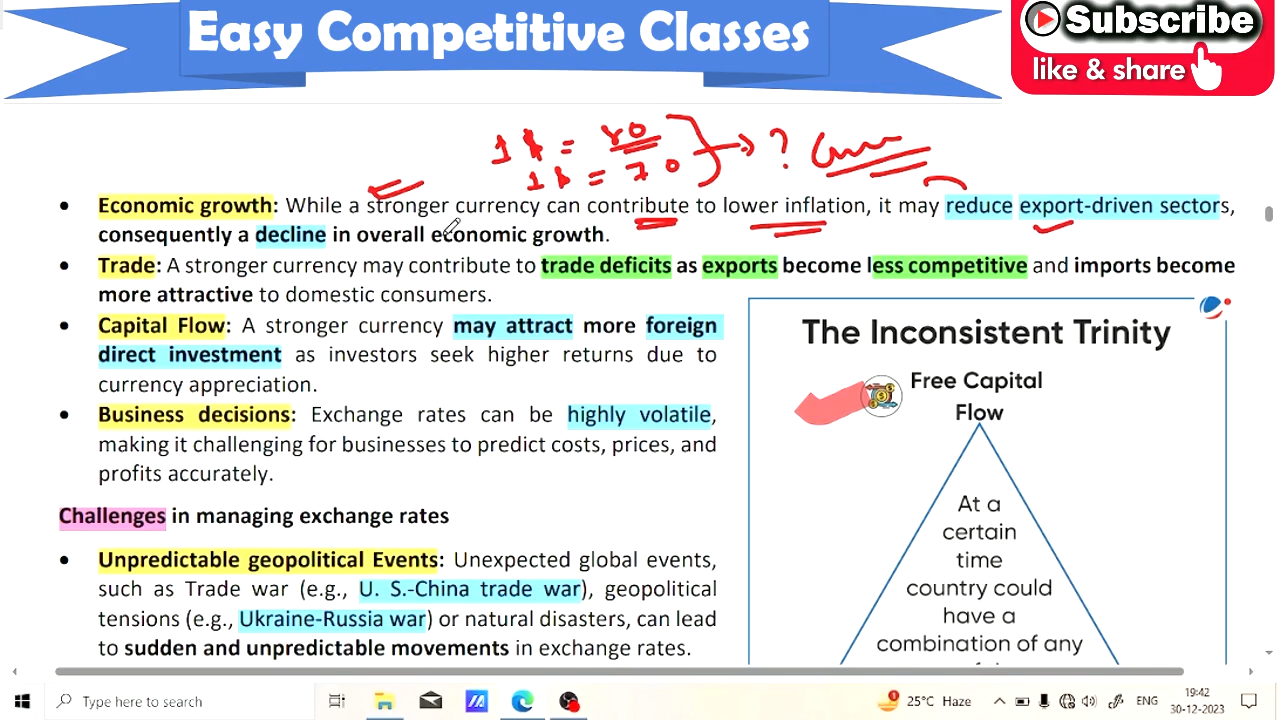 Easy Competitive Classes
Subscribe
like & share
1$ = 80
1$ = 70
?
• Economic growth: While a stronger currency can contribute to lower inflation, it may reduce export-driven sectors,
consequently a decline in overall economic growth.
• Trade: A stronger currency may contribute to trade deficits as exports become less competitive and imports become
more attractive to domestic consumers.
• Capital Flow: A stronger currency may attract more foreign
direct investment as investors seek higher returns due to
currency appreciation.
• Business decisions: Exchange rates can be highly volatile,
making it challenging for businesses to predict costs, prices, and
profits accurately.
Challenges in managing exchange rates
• Unpredictable geopolitical Events: Unexpected global events,
such as Trade war (e.g., U. S.-China trade war), geopolitical
tensions (e.g., Ukraine-Russia war) or natural disasters, can lead
to sudden and unpredictable movements in exchange rates.
The Inconsistent Trinity
Free Capital
Flow
At a
certain
time
country could
have a
combination of any
Type here to search
1
25°C Haze
ENG
19:42
30-12-2023